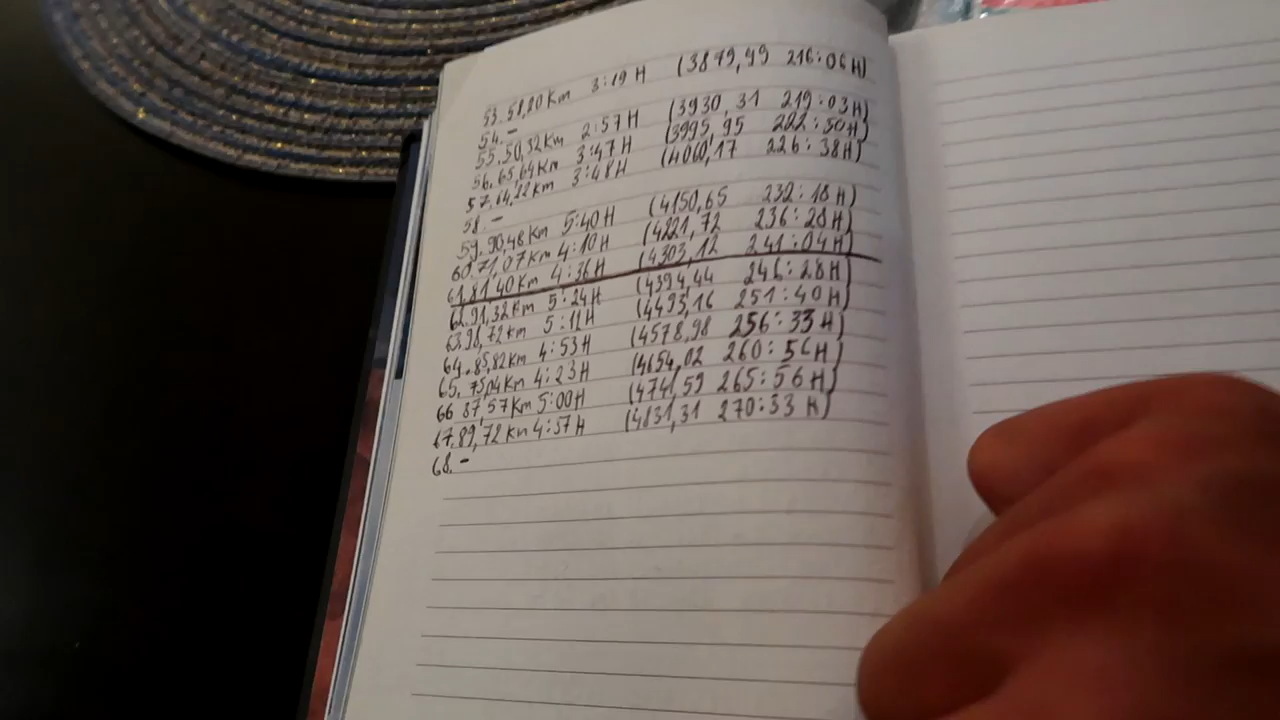 53. 58,20 Km 3:19 H (3879,99 216:06 H)
54. -
55. 50,32 Km 2:57 H (3930,31 219:03 H)
56. 65,64 Km 3:47 H (3995,95 222:50 H)
57. 64,22 Km 3:48 H (4060,17 226:38 H)
58. -
59. 90,48 Km 5:40 H (4150,65 232:18 H)
60. 71,07 Km 4:10 H (4221,72 236:28 H)
61. 81,40 Km 4:36 H (4303,12 241:04 H)
62. 91,32 Km 5:24 H (4394,44 246:28 H)
63. 98,72 Km 5:12 H (4493,16 251:40 H)
64. 85,82 Km 4:53 H (4578,98 256:33 H)
65. 75,04 Km 4:23 H (4654,02 260:56 H)
66 87,57 Km 5:00 H (474,59 265:56 H)
67. 89,72 Km 4:37 H (4831,31 270:33 H)
68. -